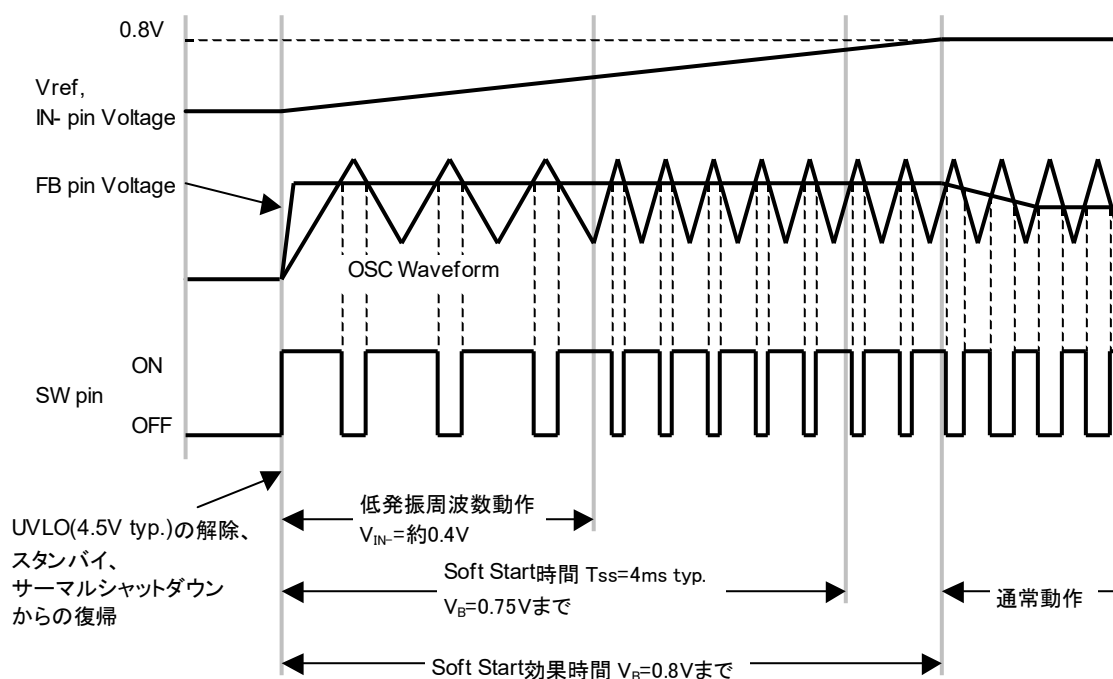 0.8V
Vref,
IN- pin Voltage
FB pin Voltage
OSC Waveform
ON
SW pin
OFF
UVLO(4.5V typ.)の解除、
スタンバイ、
サーマルシャットダウン
からの復帰
低発振周波数動作
VIN-=約0.4V
Soft Start時間 Tss=4ms typ.
VB=0.75Vまで
通常動作
Soft Start効果時間 VB=0.8Vまで